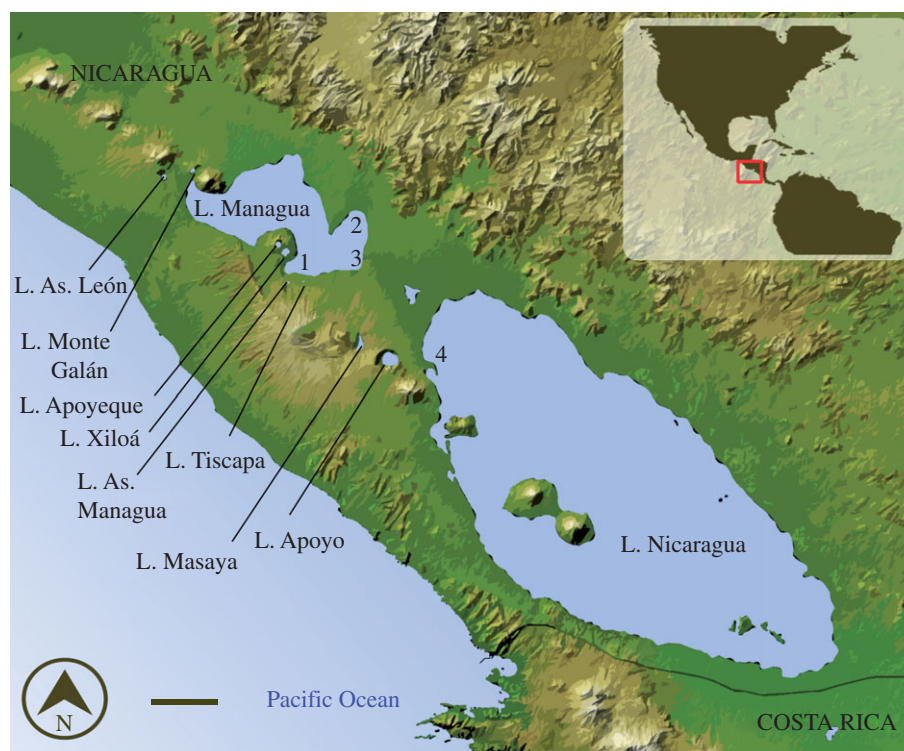 NICARAGUA
L. Managua
2
1
3
L. As. León
L. Monte
Galán
4
L. Apoyeque
L. Xiloá
L. Tiscapa
L. As.
Managua
L. Apoyo
L. Masaya
L. Nicaragua
N
Pacific Ocean
COSTA RICA